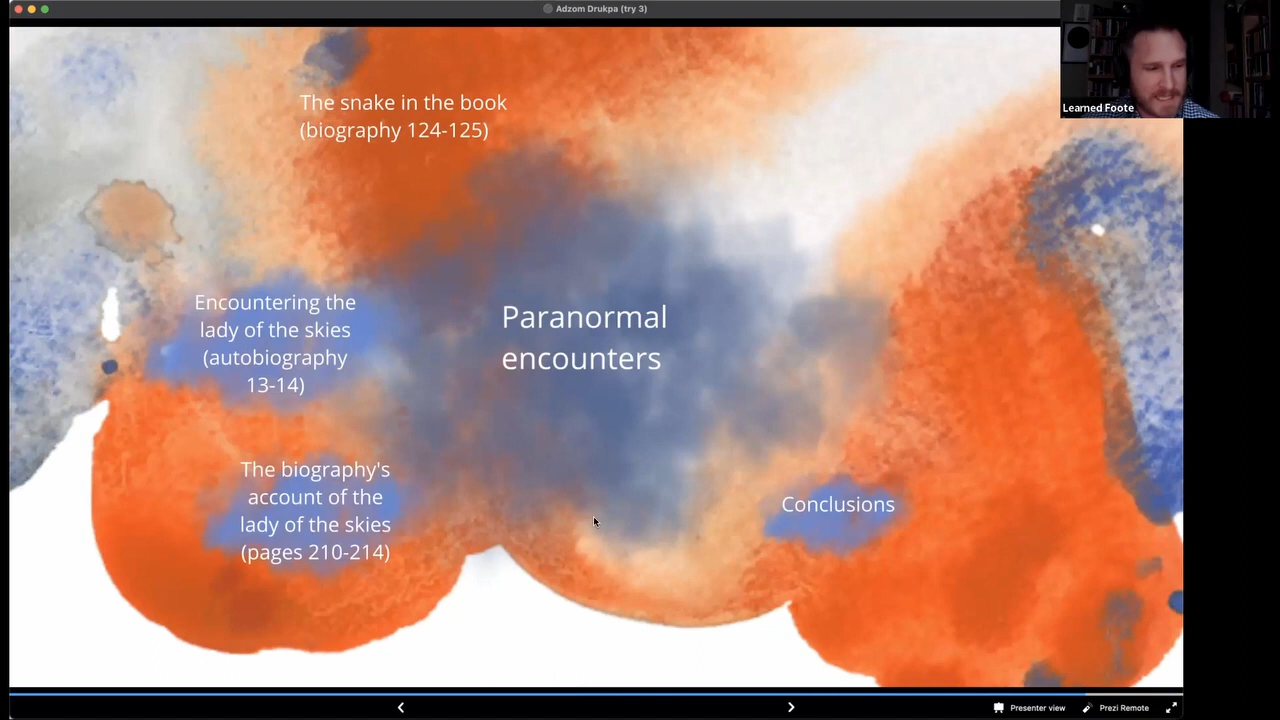 Adzom Drukpa (try 3)
Learned Foote
The snake in the book
(biography 124-125)
Encountering the
lady of the skies
(autobiography
13-14)
Paranormal
encounters
The biography's
account of the
lady of the skies
(pages 210-214)
Conclusions
Presenter view
Prezi Remote